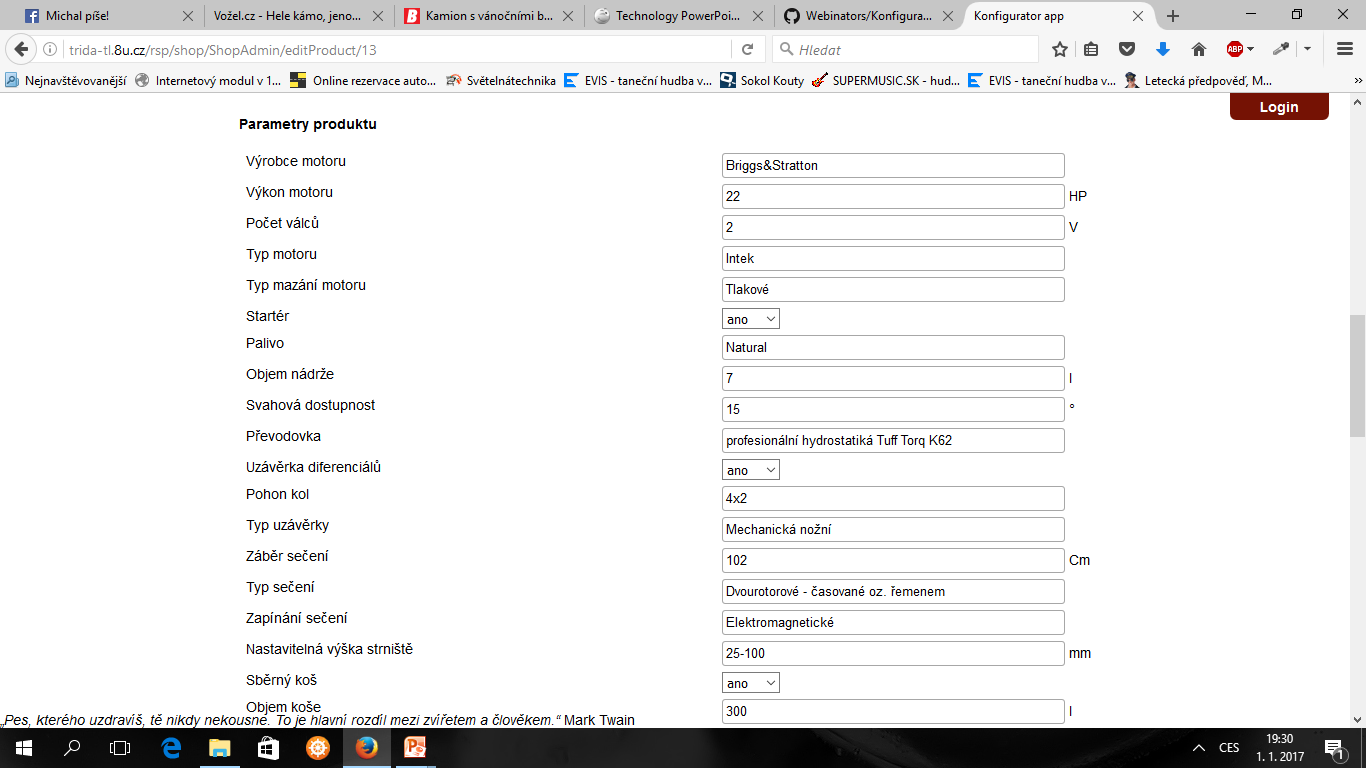 Michal píše!
Vožel.cz - Hele kámo, jeno...
Kamion s vánočními b...
Technology PowerPoi...
Webinators/Konfigura...
Konfigurator app
trida-tl.8u.cz/rsp/shop/ShopAdmin/editProduct/13
Hledat
ABP
Nejnavštěvovanější
Internetový modul v 1...
Online rezervace auto...
Světelnátechnika
EVIS - taneční hudba v...
Sokol Kouty
SUPERMUSIC.SK - hud...
EVIS - taneční hudba v...
Letecká předpověď, M...
Login
Parametry produktu
Výrobce motoru Briggs&Stratton
Výkon motoru 22 HP
Počet válců 2 V
Typ motoru Intek
Typ mazání motoru Tlakové
Startér ano
Palivo Natural
Objem nádrže 7 l
Svahová dostupnost 15 °
Převodovka profesionální hydrostatiká Tuff Torq K62
Uzávěrka diferenciálů ano
Pohon kol 4x2
Typ uzávěrky Mechanická nožní
Záběr sečení 102 Cm
Typ sečení Dvourotorové - časované oz. řemenem
Zapínání sečení Elektromagnetické
Nastavitelná výška strniště 25-100 mm
Sběrný koš ano
Objem koše 300 l
„Pes, kterého uzdravíš, tě nikdy nekousne. To je hlavní rozdíl mezi zvířetem a člověkem.“ Mark Twain
CES
19:30
1. 1. 2017
1